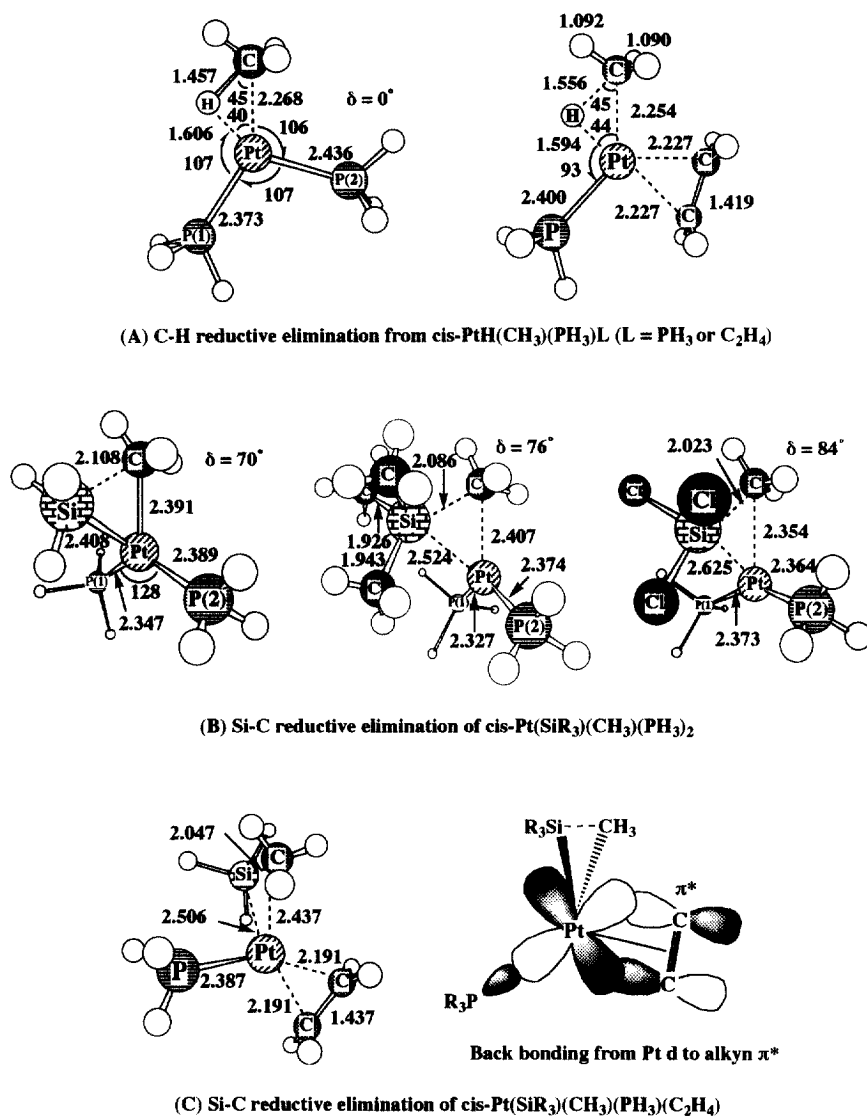 1.092
1.090
C
C
1.457
1.556
H
45
2.268
δ = 0°
H
45
2.254
40
44
1.606
106
1.594
2.227
Pt
Pt
C
107
2.436
93
P(2)
107
2.400
2.227
1.419
2.373
C
P(1)
P
(A) C-H reductive elimination from cis-PtH(CH3)(PH3)L (L = PH3 or C2H4)
2.108
C
δ = 70°
C
2.086
δ = 76°
2.023
δ = 84°
C
C
Cl
Cl
Si
2.391
Si
Si
1.926
2.407
2.354
2.408
Pt
2.389
1.943
2.524
2.374
2.625
2.364
P(1)
128
C
Pt
Pt
P(2)
P(1)
Cl
P(1)
P(2)
2.347
2.327
P(2)
2.373
(B) Si-C reductive elimination of cis-Pt(SiR3)(CH3)(PH3)2
2.047
R3Si
CH3
Si
C
π*
2.506
2.437
C
Pt
Pt
P
2.191
2.387
C
C
2.191
R3P
C
1.437
Back bonding from Pt d to alkyn π*
(C) Si-C reductive elimination of cis-Pt(SiR3)(CH3)(PH3)(C2H4)